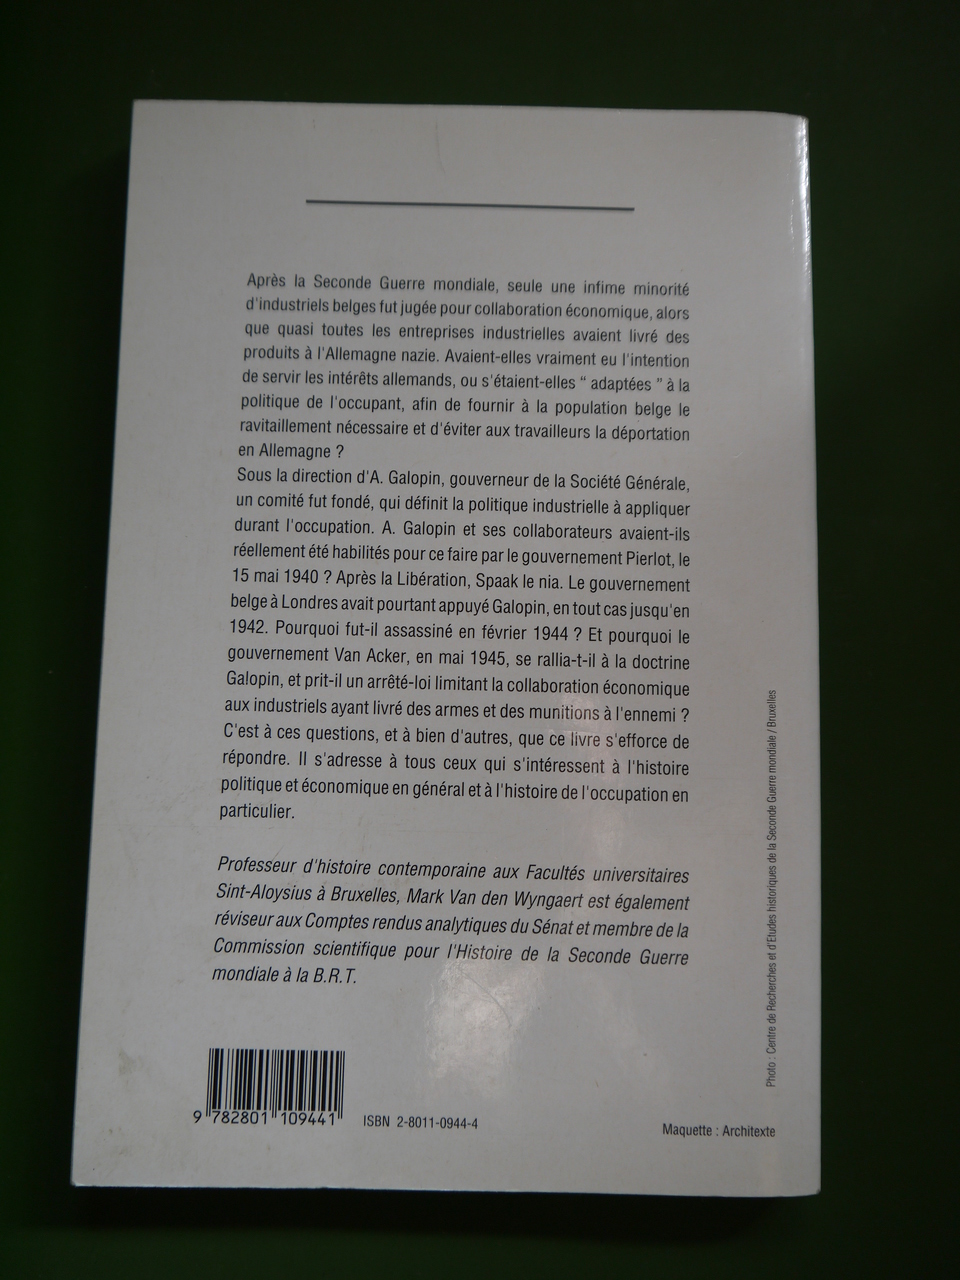 Après la Seconde Guerre mondiale, seule une infime minorité
d'industriels belges fut jugée pour collaboration économique, alors
que quasi toutes les entreprises industrielles avaient livré des
produits à l'Allemagne nazie. Avaient-elles vraiment eu l'intention
de servir les intérêts allemands, ou s'étaient-elles “ adaptées ” à la
politique de l'occupant, afin de fournir à la population belge le
ravitaillement nécessaire et d'éviter aux travailleurs la déportation
en Allemagne ?
Sous la direction d'A. Galopin, gouverneur de la Société Générale,
un comité fut fondé, qui définit la politique industrielle à appliquer
durant l'occupation. A. Galopin et ses collaborateurs avaient-ils
réellement été habilités pour ce faire par le gouvernement Pierlot, le
15 mai 1940 ? Après la Libération, Spaak le nia. Le gouvernement
belge à Londres avait pourtant appuyé Galopin, en tout cas jusqu'en
1942. Pourquoi fut-il assassiné en février 1944 ? Et pourquoi le
gouvernement Van Acker, en mai 1945, se rallia-t-il à la doctrine
Galopin, et prit-il un arrêté-loi limitant la collaboration économique
aux industriels ayant livré des armes et des munitions à l'ennemi ?
C'est à ces questions, et à bien d'autres, que ce livre s'efforce de
répondre. Il s'adresse à tous ceux qui s'intéressent à l'histoire
politique et économique en général et à l'histoire de l'occupation en
particulier.
Professeur d'histoire contemporaine aux Facultés universitaires
Sint-Aloysius à Bruxelles, Mark Van den Wyngaert est également
réviseur aux Comptes rendus analytiques du Sénat et membre de la
Commission scientifique pour l'Histoire de la Seconde Guerre
mondiale à la B.R.T.
Photo : Centre de Recherches et d'Etudes historiques de la Seconde Guerre mondiale / Bruxelles
9 782801 109441
ISBN 2-8011-0944-4
Maquette : Architexte